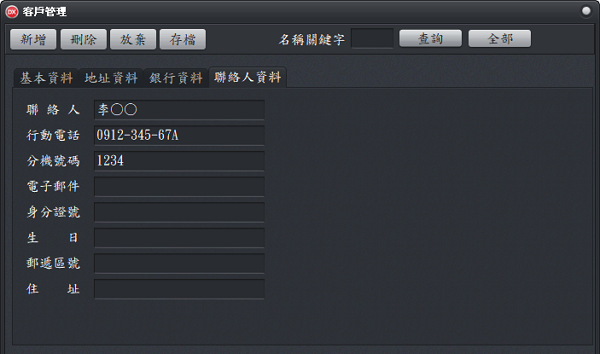 DX 客戶管理
新增 刪除 放棄 存檔 名稱關鍵字 查詢 全部
基本資料 地址資料 銀行資料 聯絡人資料
聯 絡 人 李○○
行動電話 0912-345-67A
分機號碼 1234
電子郵件
身分證號
生 日
郵遞區號
住 址